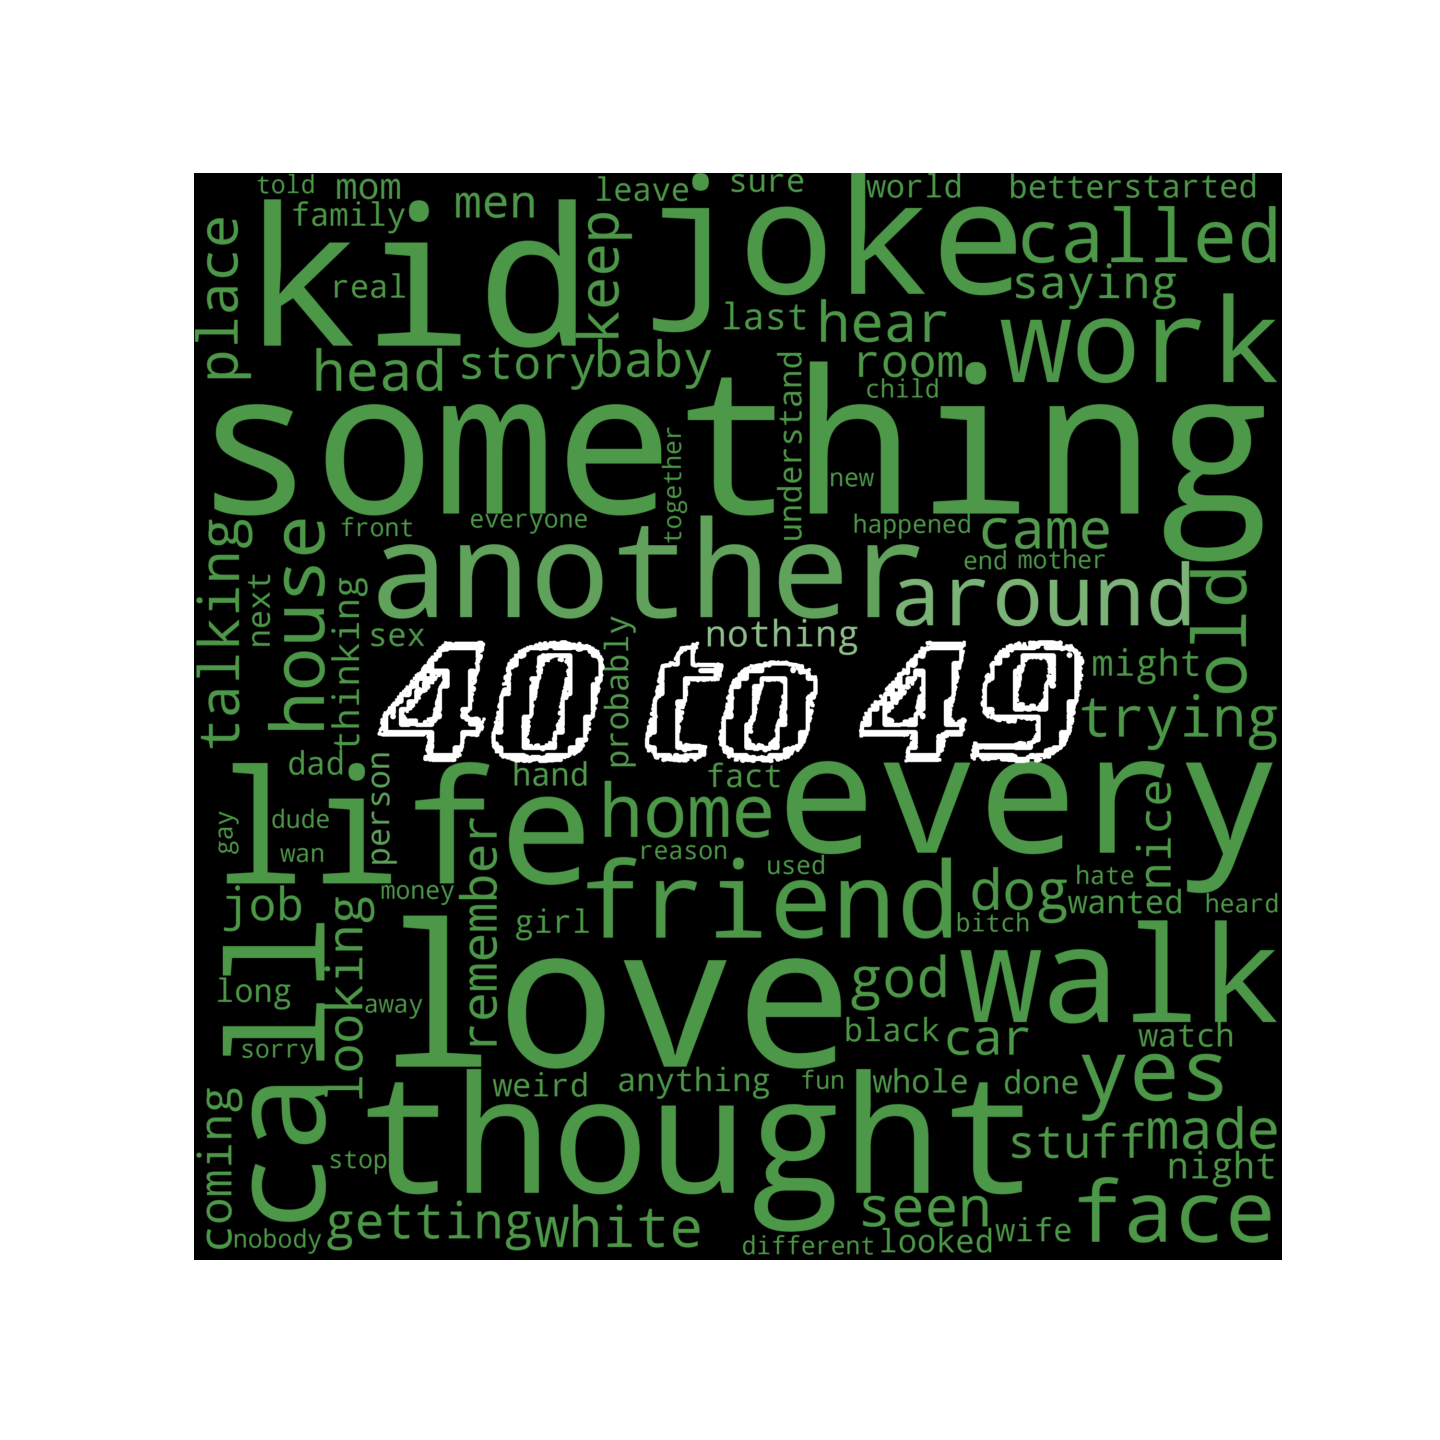 told mom men leave sure world betterstarted
family kid joke called
place real keep last hear saying work
head story baby room child
something understand together new
front everyone another happened came
talking next house thinking end mother
sex nothing around old
40 to 49
probably might trying
dad life hand fact every
gay dude wan person home nice
reason used hate
job money remember friend dog wanted heard
call looking girl bitch
long away love god walk
sorry black car watch
weird anything fun whole done yes
coming stop thought stuff made
night
nobody getting white seen face
different looked wife